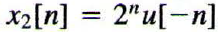 x₂[n] = 2ⁿu[−n]